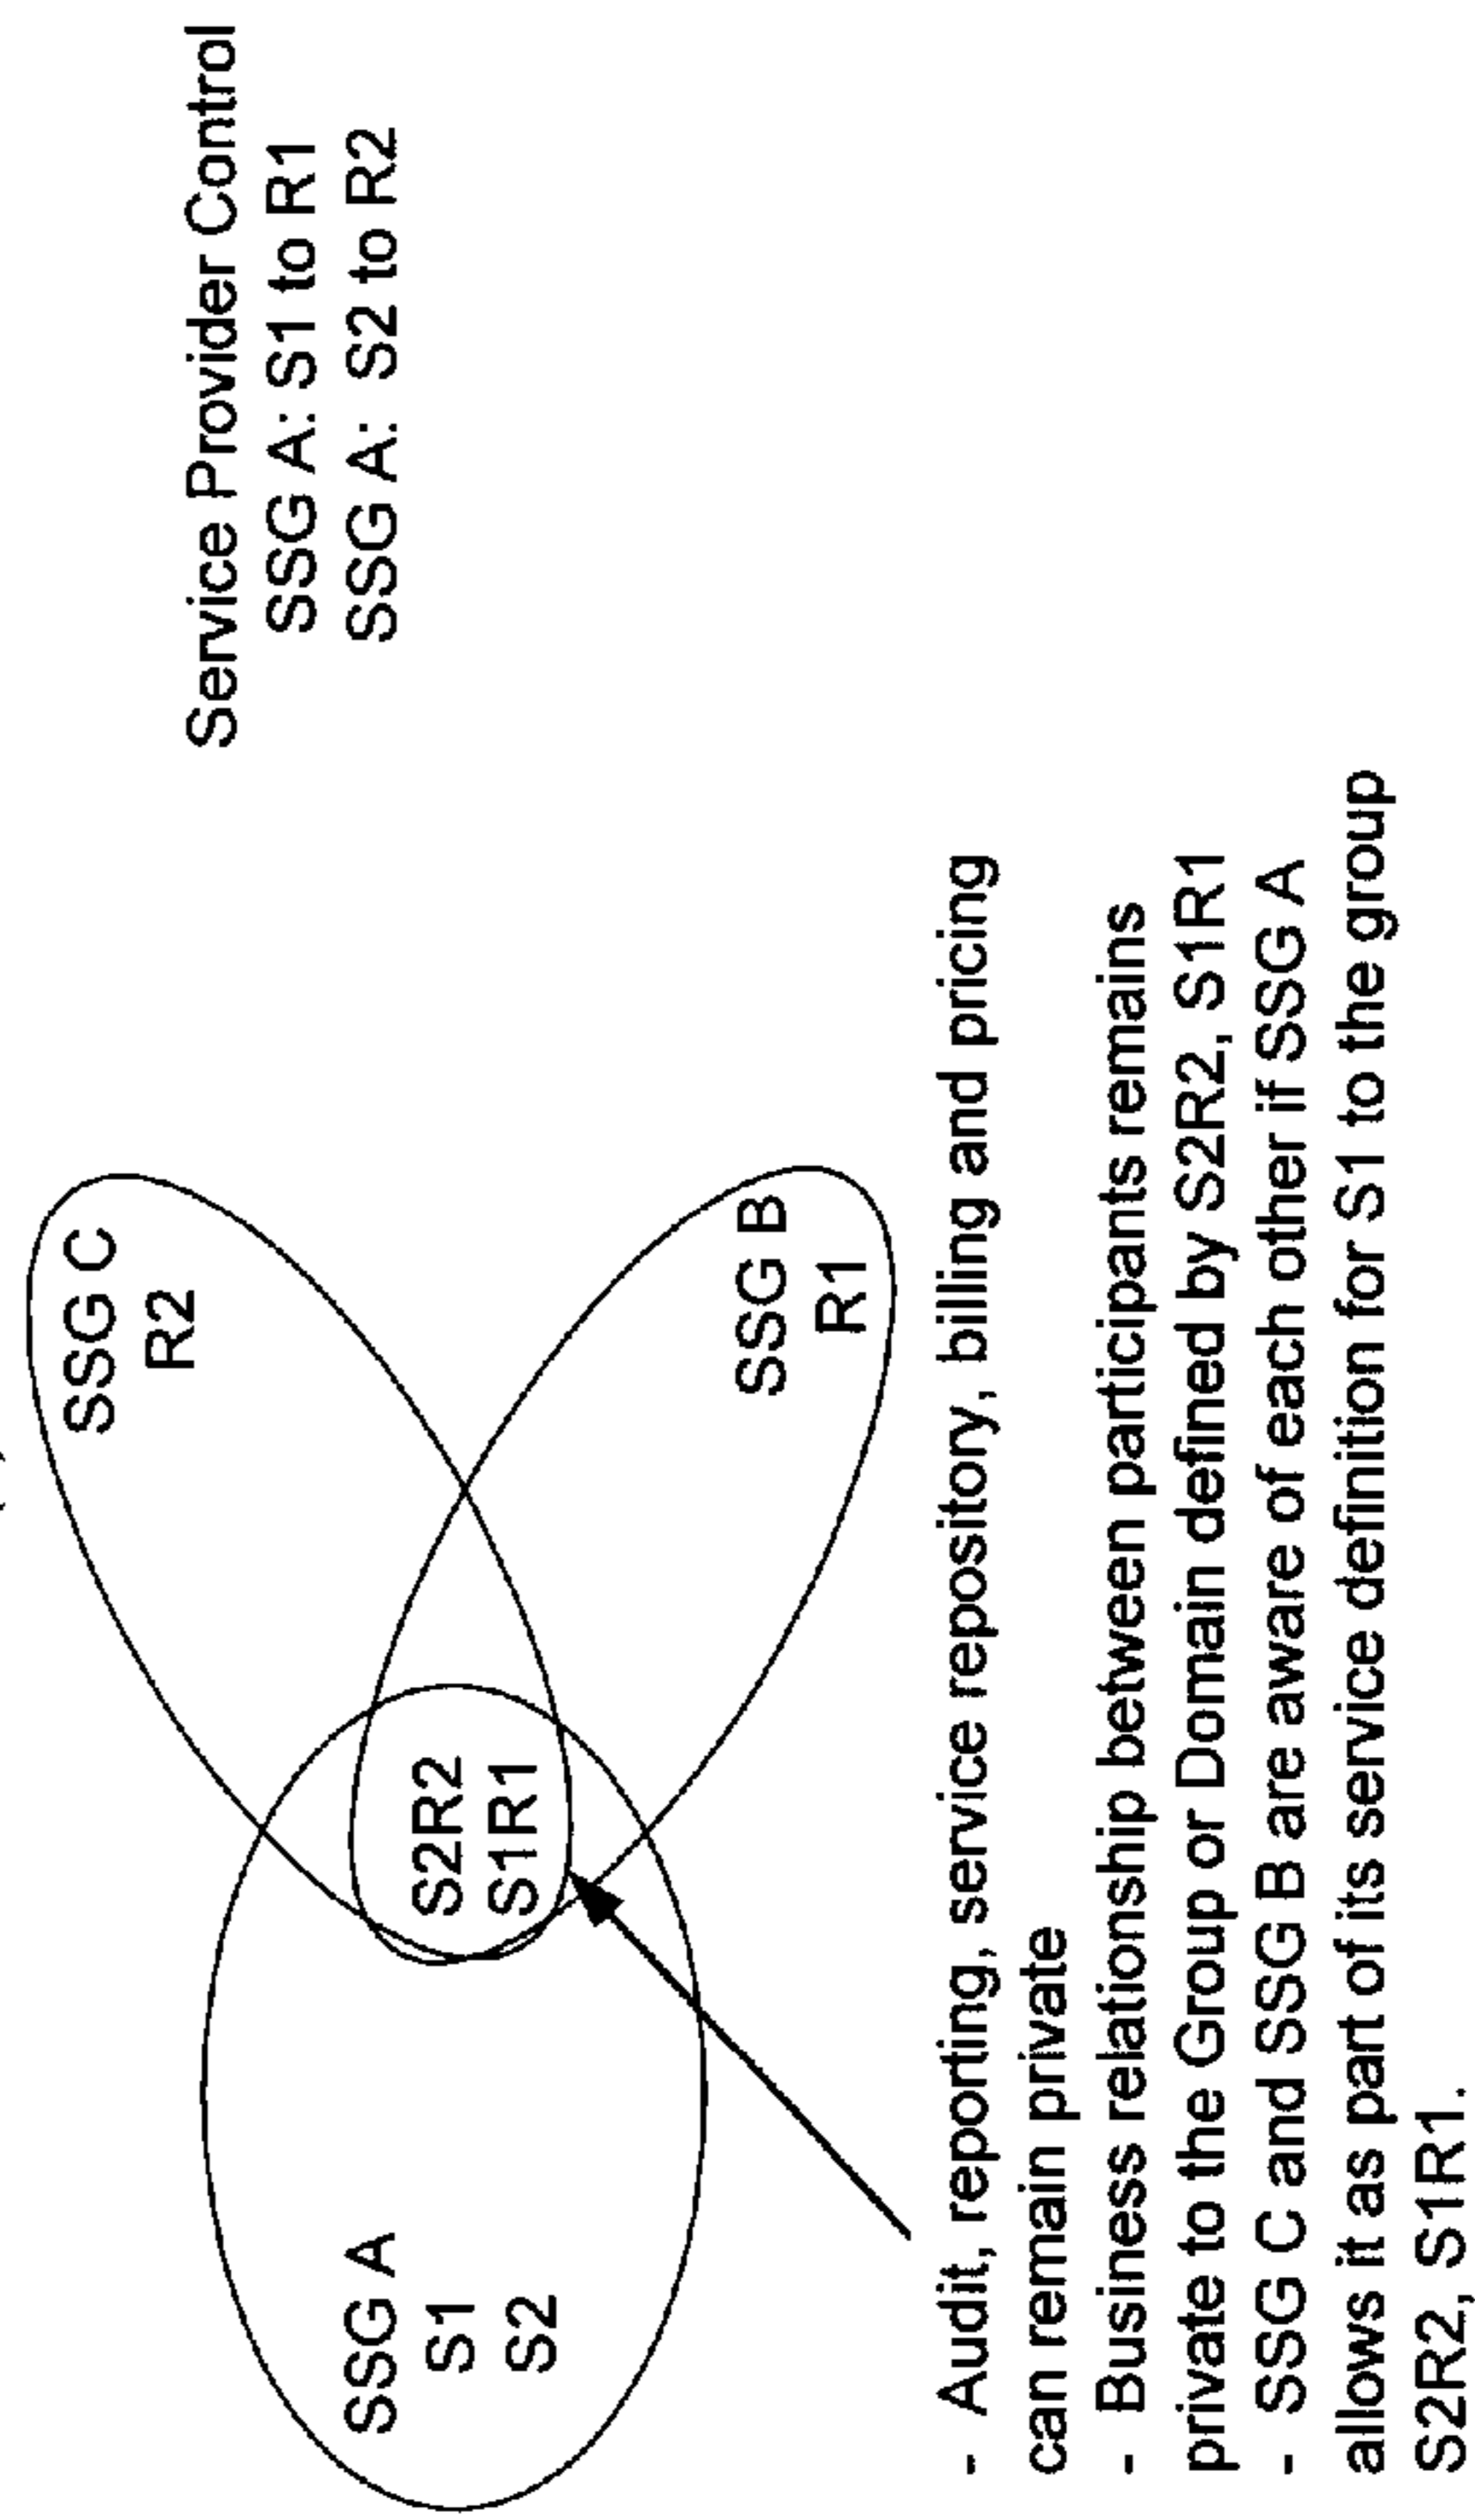 SSG C
R2
Service Provider Control
SSG A: S1 to R1
SSG A: S2 to R2
SSG A
S1
S2
S2R2
S1R1
SSG B
R1
- Audit, reporting, service repository, billing and pricing
can remain private
- Business relationship between participants remains
private to the Group or Domain defined by S2R2, S1R1
- SSG C and SSG B are aware of each other if SSG A
allows it as part of its service definition for S1 to the group
S2R2, S1R1.